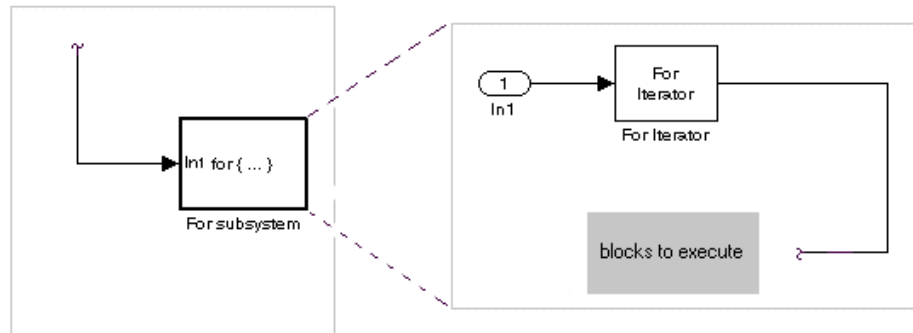 In1 for { ... }
For subsystem
1
In1
For
Iterator
For Iterator
blocks to execute